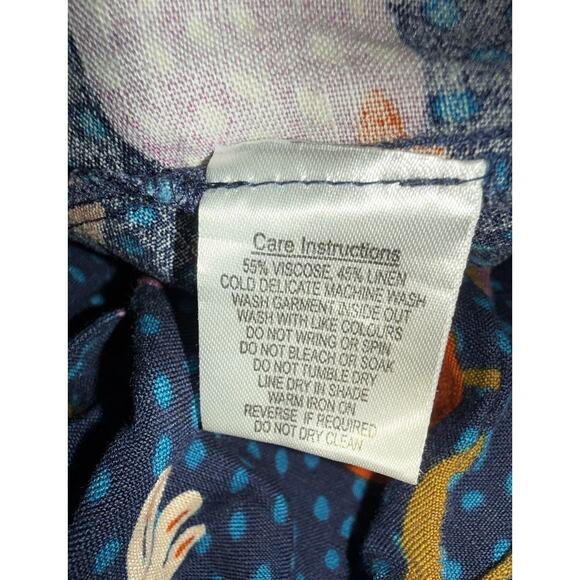 Care Instructions
55% VISCOSE, 45% LINEN
COLD DELICATE MACHINE WASH
WASH GARMENT INSIDE OUT
WASH WITH LIKE COLOURS
DO NOT WRING OR SPIN
DO NOT BLEACH OR SOAK
DO NOT TUMBLE DRY
LINE DRY IN SHADE
WARM IRON ON
REVERSE IF REQUIRED
DO NOT DRY CLEAN